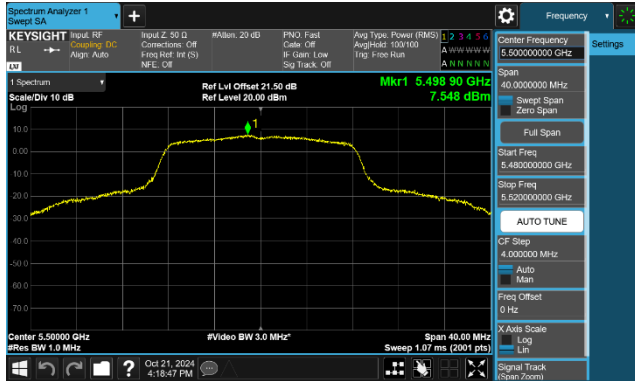 Spectrum Analyzer 1
Swept SA
+
Frequency
KEYSIGHT
RL
LXI
Input: RF
Coupling: DC
Align: Auto
Input Z: 50 Ω
Corrections: Off
Freq Ref: Int (S)
NFE: Off
#Atten: 20 dB
PNO: Fast
Gate: Off
IF Gain: Low
Sig Track: Off
Avg Type: Power (RMS)
Avg|Hold: 100/100
Trig: Free Run
1 2 3 4 5 6
A W W W W W
A N N N N N
1 Spectrum
Scale/Div 10 dB
Log
Ref Lvl Offset 21.50 dB
Ref Level 20.00 dBm
Mkr1 5.498 90 GHz
7.548 dBm
1
10.0
0.00
-10.0
-20.0
-30.0
-40.0
-50.0
-60.0
-70.0
Center 5.50000 GHz
#Res BW 1.0 MHz
#Video BW 3.0 MHz*
Span 40.00 MHz
Sweep 1.07 ms (2001 pts)
?
Oct 21, 2024
4:18:47 PM
Center Frequency
5.500000000 GHz
Settings
Span
40.0000000 MHz
Swept Span
Zero Span
Full Span
Start Freq
5.480000000 GHz
Stop Freq
5.520000000 GHz
AUTO TUNE
CF Step
4.000000 MHz
Auto
Man
Freq Offset
0 Hz
X Axis Scale
Log
Lin
Signal Track
(Span Zoom)